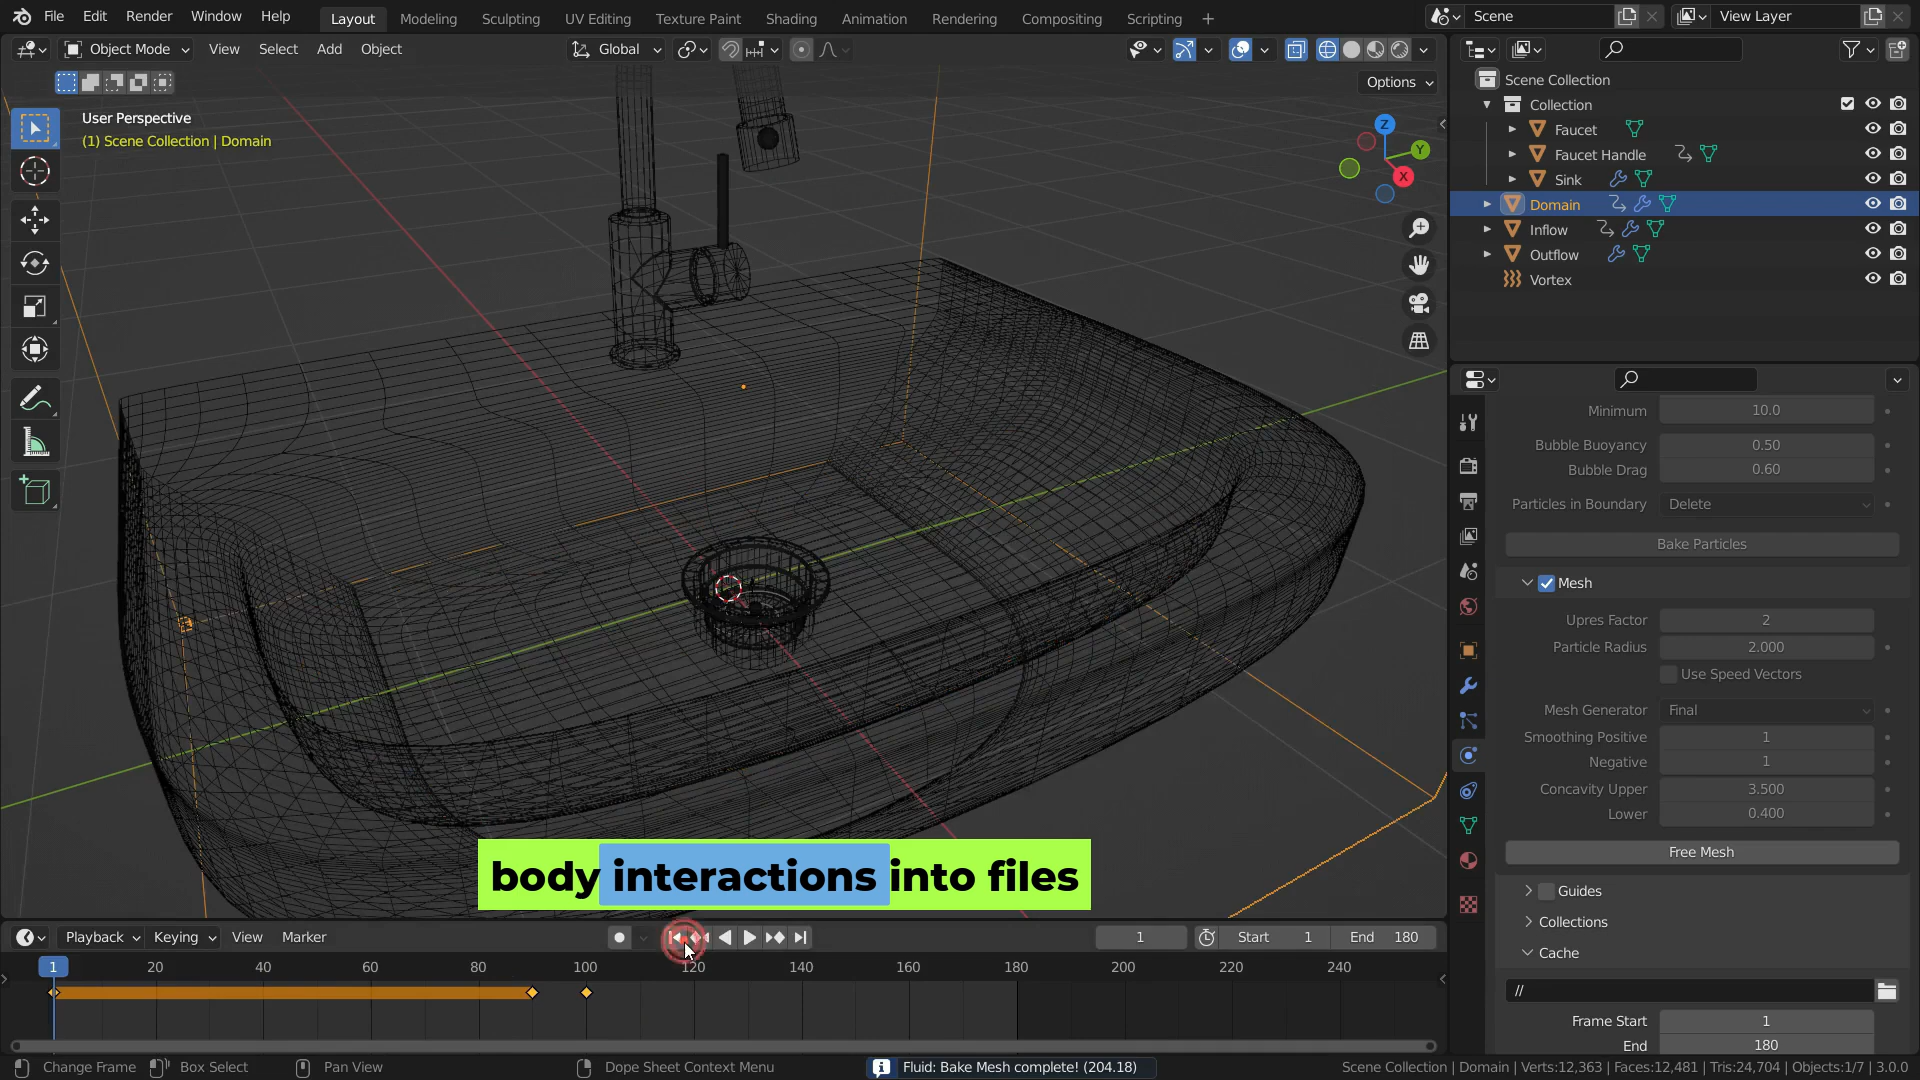 File Edit Render Window Help Layout Modeling Sculpting UV Editing Texture Paint Shading Animation Rendering Compositing Scripting Scene View Layer
Object Mode View Select Add Object Global
Options
User Perspective
(1) Scene Collection | Domain
Z
Y
X
Scene Collection
Collection
Faucet
Faucet Handle
Sink
Domain
Inflow
Outflow
Vortex
Minimum 10.0
Bubble Buoyancy 0.50
Bubble Drag 0.60
Particles in Boundary Delete
Bake Particles
Mesh
Upres Factor 2
Particle Radius 2.000
Use Speed Vectors
Mesh Generator Final
Smoothing Positive 1
Negative 1
Concavity Upper 3.500
Lower 0.400
Free Mesh
Guides
Collections
Cache
//
Frame Start 1
End 180
body interactions into files
Playback Keying View Marker 1 Start 1 End 180
1 20 40 60 80 100 120 140 160 180 200 220 240
Change Frame Box Select Pan View Dope Sheet Context Menu Fluid: Bake Mesh complete! (204.18) Scene Collection | Domain | Verts:12,363 | Faces:12,481 | Tris:24,704 | Objects:1/7 | 3.0.0